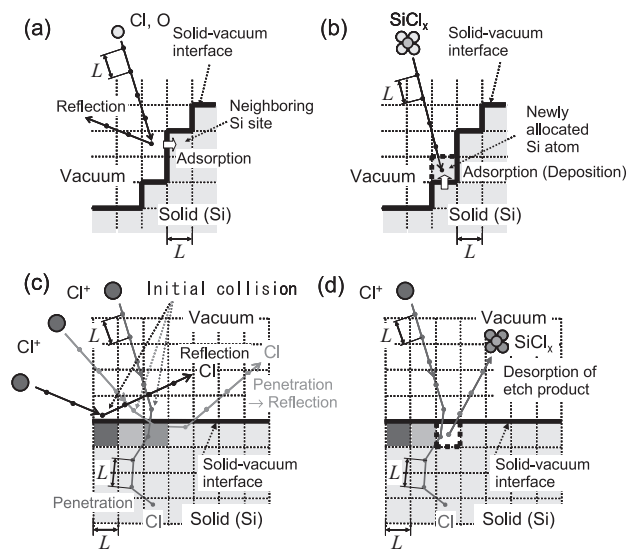 (a)
Cl, O
Solid-vacuum
interface
L
Reflection
Neighboring
Si site
Adsorption
Vacuum
Solid (Si)
L
(b)
SiClx
Solid-vacuum
interface
L
Newly
allocated
Si atom
Vacuum
Adsorption (Deposition)
Solid (Si)
L
(c)
Cl+
Initial collision
L
Vacuum
Cl+
Reflection
Cl
Cl
Penetration
→ Reflection
L
Solid-vacuum
interface
Penetration
Cl
Solid (Si)
L
(d)
Cl+
Vacuum
L
SiClx
Desorption of
etch product
L
Solid-vacuum
interface
Cl
Solid (Si)
L